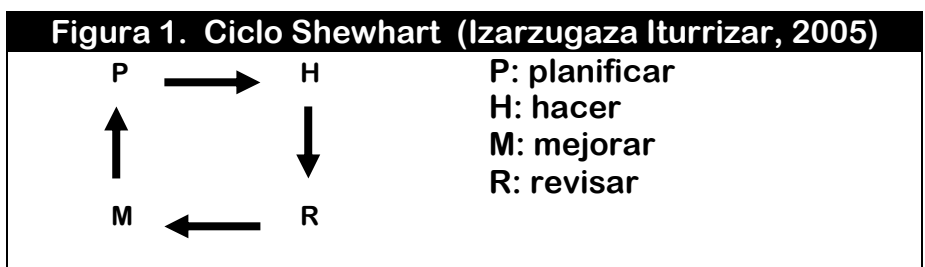 Figura 1. Ciclo Shewhart (Izarzugaza Iturrizar, 2005)
P H
M R
P: planificar
H: hacer
M: mejorar
R: revisar